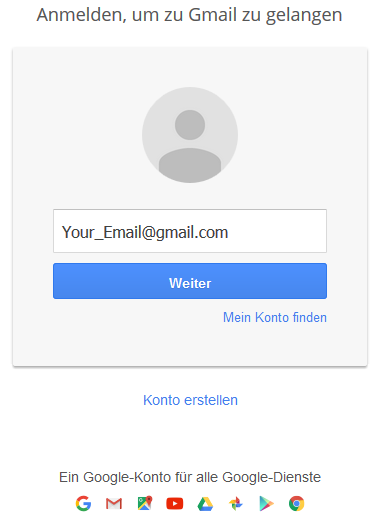 Anmelden, um zu Gmail zu gelangen
Your_Email@gmail.com
Weiter
Mein Konto finden
Konto erstellen
Ein Google-Konto für alle Google-Dienste